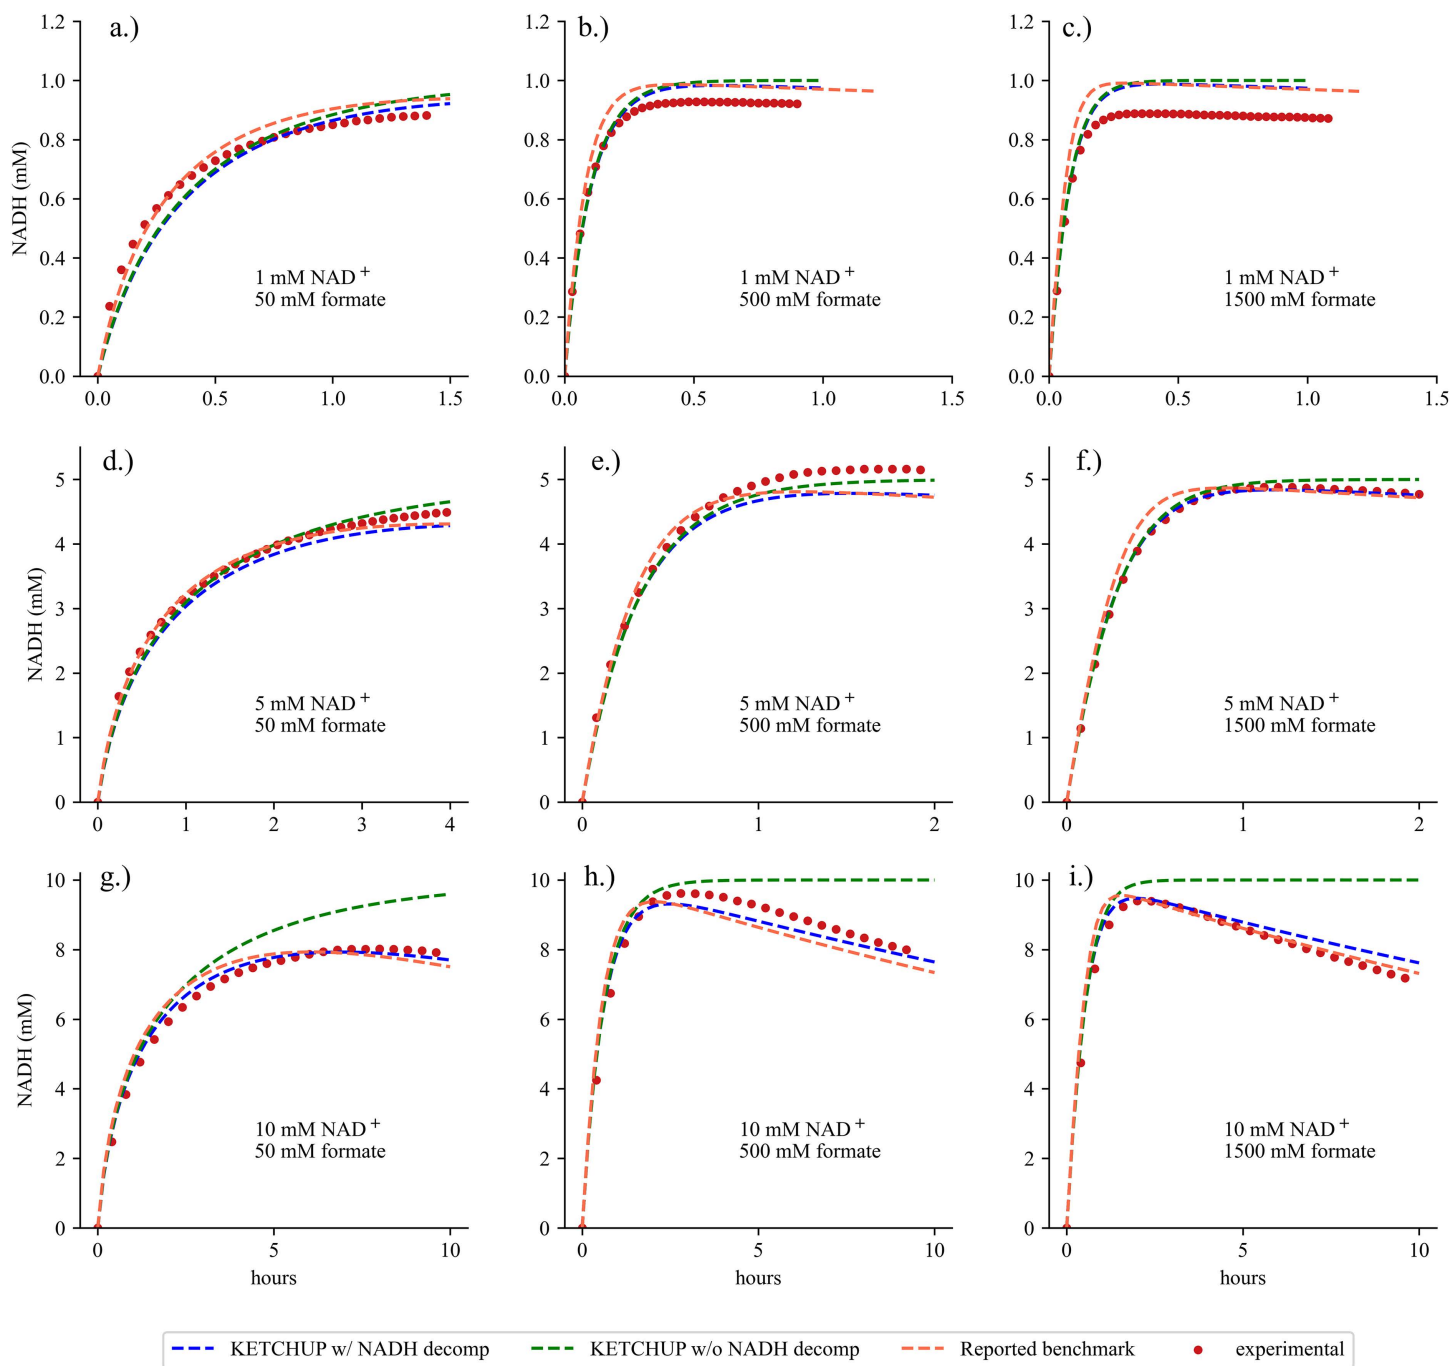 a.)
b.)
c.)
1.2
1.0
0.8
0.6
0.4
0.2
0.0
NADH (mM)
1 mM NAD +
50 mM formate
0.0 0.5 1.0 1.5
1.2
1.0
0.8
0.6
0.4
0.2
0.0
1 mM NAD +
500 mM formate
0.0 0.5 1.0 1.5
1.2
1.0
0.8
0.6
0.4
0.2
0.0
1 mM NAD +
1500 mM formate
0.0 0.5 1.0 1.5
d.)
e.)
f.)
5
4
3
2
1
0
NADH (mM)
5 mM NAD +
50 mM formate
0 1 2 3 4
5
4
3
2
1
0
5 mM NAD +
500 mM formate
0 1 2
5
4
3
2
1
0
5 mM NAD +
1500 mM formate
0 1 2
g.)
h.)
i.)
10
8
6
4
2
0
NADH (mM)
10 mM NAD +
50 mM formate
0 5 10
hours
10
8
6
4
2
0
10 mM NAD +
500 mM formate
0 5 10
hours
10
8
6
4
2
0
10 mM NAD +
1500 mM formate
0 5 10
hours
KETCHUP w/ NADH decomp KETCHUP w/o NADH decomp Reported benchmark experimental